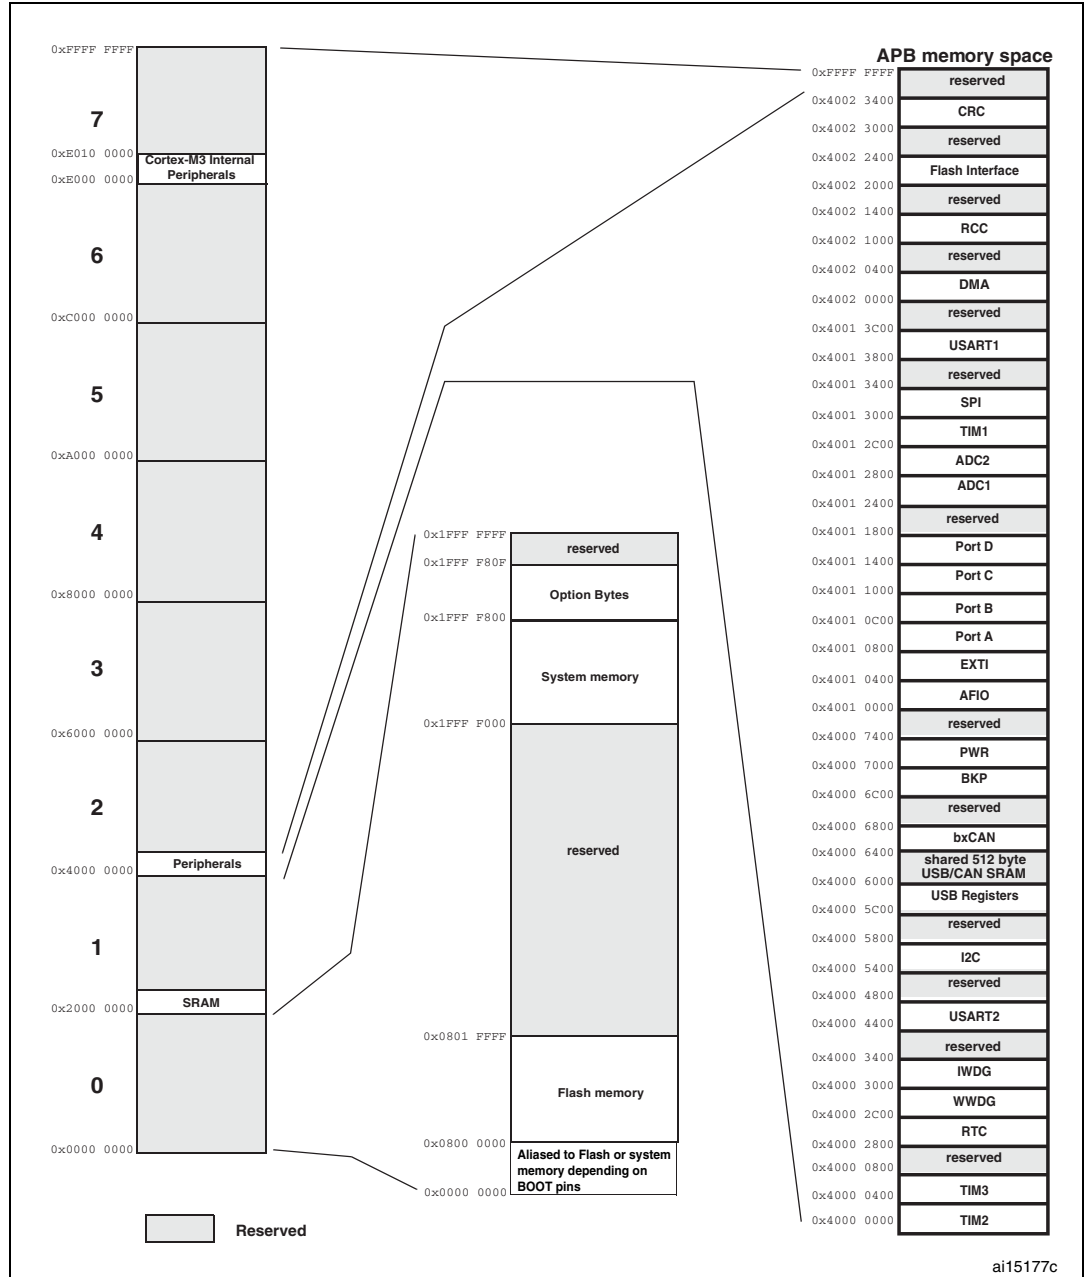 0xFFFF FFFF
7
0xE010 0000
Cortex-M3 Internal
Peripherals
0xE000 0000
6
0xC000 0000
5
0xA000 0000
4
0x8000 0000
3
0x6000 0000
2
Peripherals
0x4000 0000
1
SRAM
0x2000 0000
0
0x0000 0000
Reserved
0x1FFF FFFF
reserved
0x1FFF F80F
Option Bytes
0x1FFF F800
System memory
0x1FFF F000
reserved
0x0801 FFFF
Flash memory
0x0800 0000
Aliased to Flash or system
memory depending on
BOOT pins
0x0000 0000
APB memory space
0xFFFF FFFF
reserved
0x4002 3400
CRC
0x4002 3000
reserved
0x4002 2400
Flash Interface
0x4002 2000
reserved
0x4002 1400
RCC
0x4002 1000
reserved
0x4002 0400
DMA
0x4002 0000
reserved
0x4001 3C00
USART1
0x4001 3800
reserved
0x4001 3400
SPI
0x4001 3000
TIM1
0x4001 2C00
ADC2
0x4001 2800
ADC1
0x4001 2400
reserved
0x4001 1800
Port D
0x4001 1400
Port C
0x4001 1000
Port B
0x4001 0C00
Port A
0x4001 0800
EXTI
0x4001 0400
AFIO
0x4001 0000
reserved
0x4000 7400
PWR
0x4000 7000
BKP
0x4000 6C00
reserved
0x4000 6800
bxCAN
0x4000 6400
shared 512 byte
USB/CAN SRAM
0x4000 6000
USB Registers
0x4000 5C00
reserved
0x4000 5800
I2C
0x4000 5400
reserved
0x4000 4800
USART2
0x4000 4400
reserved
0x4000 3400
IWDG
0x4000 3000
WWDG
0x4000 2C00
RTC
0x4000 2800
reserved
0x4000 0800
TIM3
0x4000 0400
TIM2
0x4000 0000
ai15177c